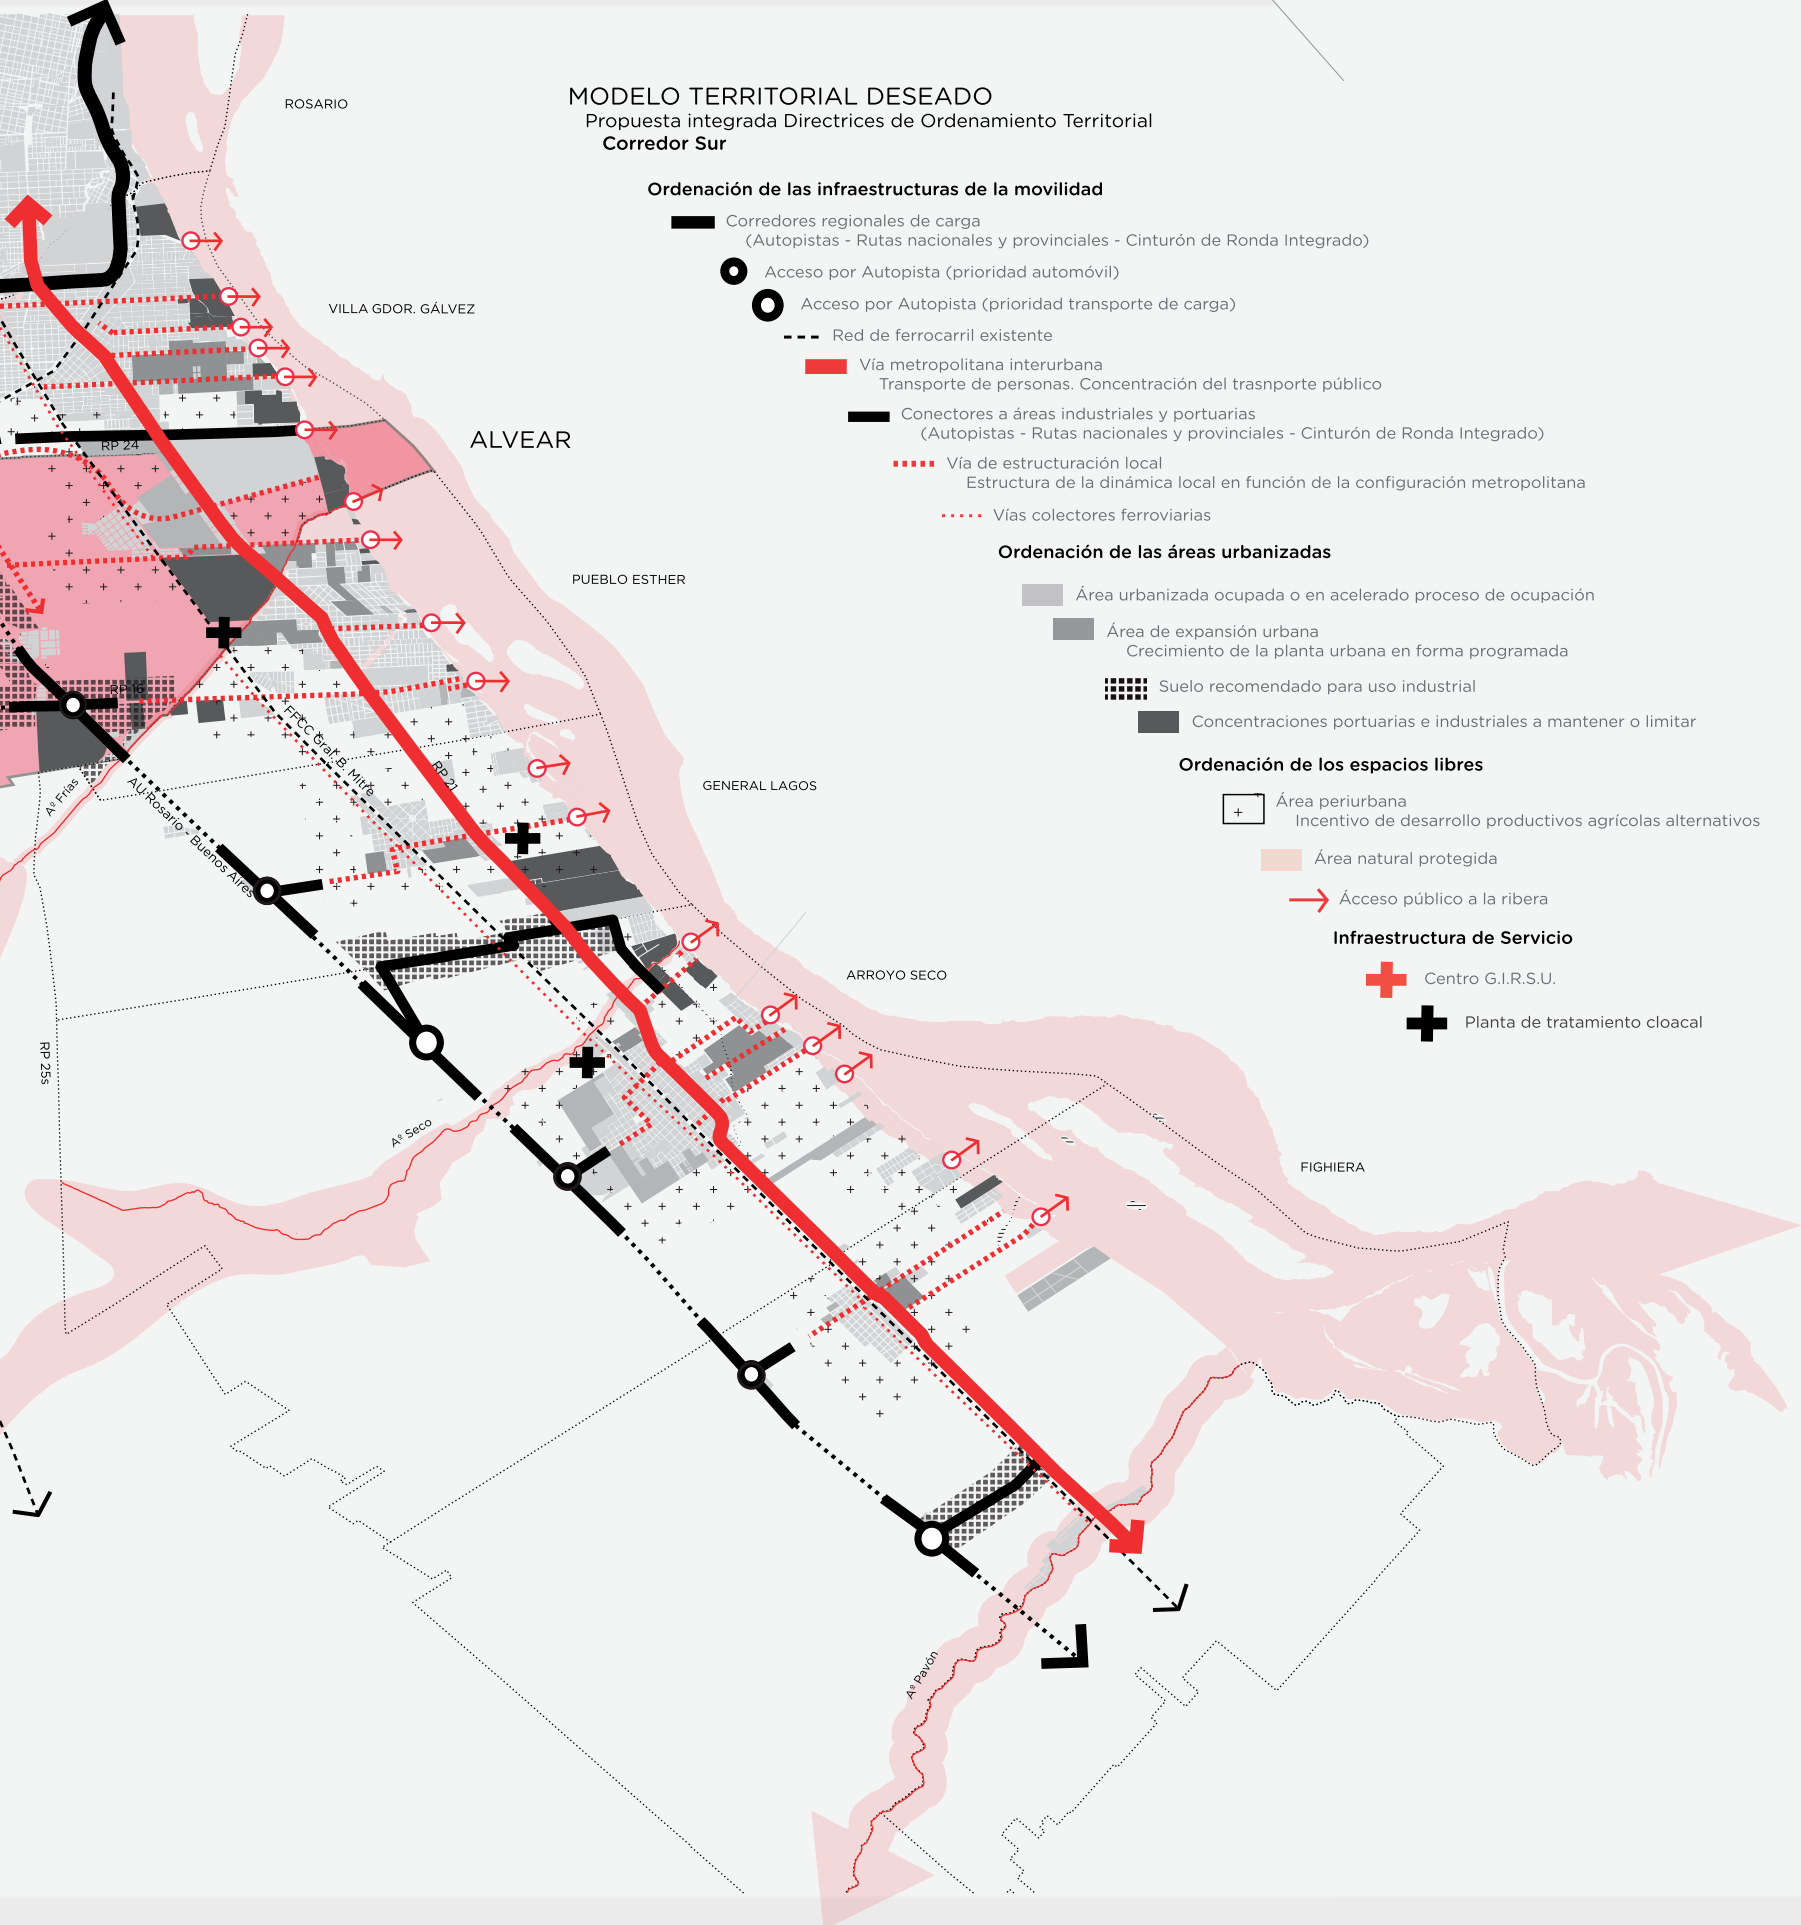 MODELO TERRITORIAL DESEADO
Propuesta integrada Directrices de Ordenamiento Territorial
Corredor Sur
Ordenación de las infraestructuras de la movilidad
Corredores regionales de carga
(Autopistas - Rutas nacionales y provinciales - Cinturón de Ronda Integrado)
Acceso por Autopista (prioridad automóvil)
Acceso por Autopista (prioridad transporte de carga)
Red de ferrocarril existente
Vía metropolitana interurbana
Transporte de personas. Concentración del trasnporte público
Conectores a áreas industriales y portuarias
(Autopistas - Rutas nacionales y provinciales - Cinturón de Ronda Integrado)
Vía de estructuración local
Estructura de la dinámica local en función de la configuración metropolitana
Vías colectores ferroviarias
Ordenación de las áreas urbanizadas
Área urbanizada ocupada o en acelerado proceso de ocupación
Área de expansión urbana
Crecimiento de la planta urbana en forma programada
Suelo recomendado para uso industrial
Concentraciones portuarias e industriales a mantener o limitar
Ordenación de los espacios libres
Área periurbana
Incentivo de desarrollo productivos agrícolas alternativos
Área natural protegida
Ácceso público a la ribera
Infraestructura de Servicio
Centro G.I.R.S.U.
Planta de tratamiento cloacal
ROSARIO
VILLA GDOR. GÁLVEZ
ALVEAR
RP 24
PUEBLO ESTHER
RP 16
FFCC Gral. B. Mitre
RP 21
GENERAL LAGOS
Aº Frías
AU Rosario - Buenos Aires
ARROYO SECO
RP 25s
Aº Seco
FIGHIERA
Aº Pavón